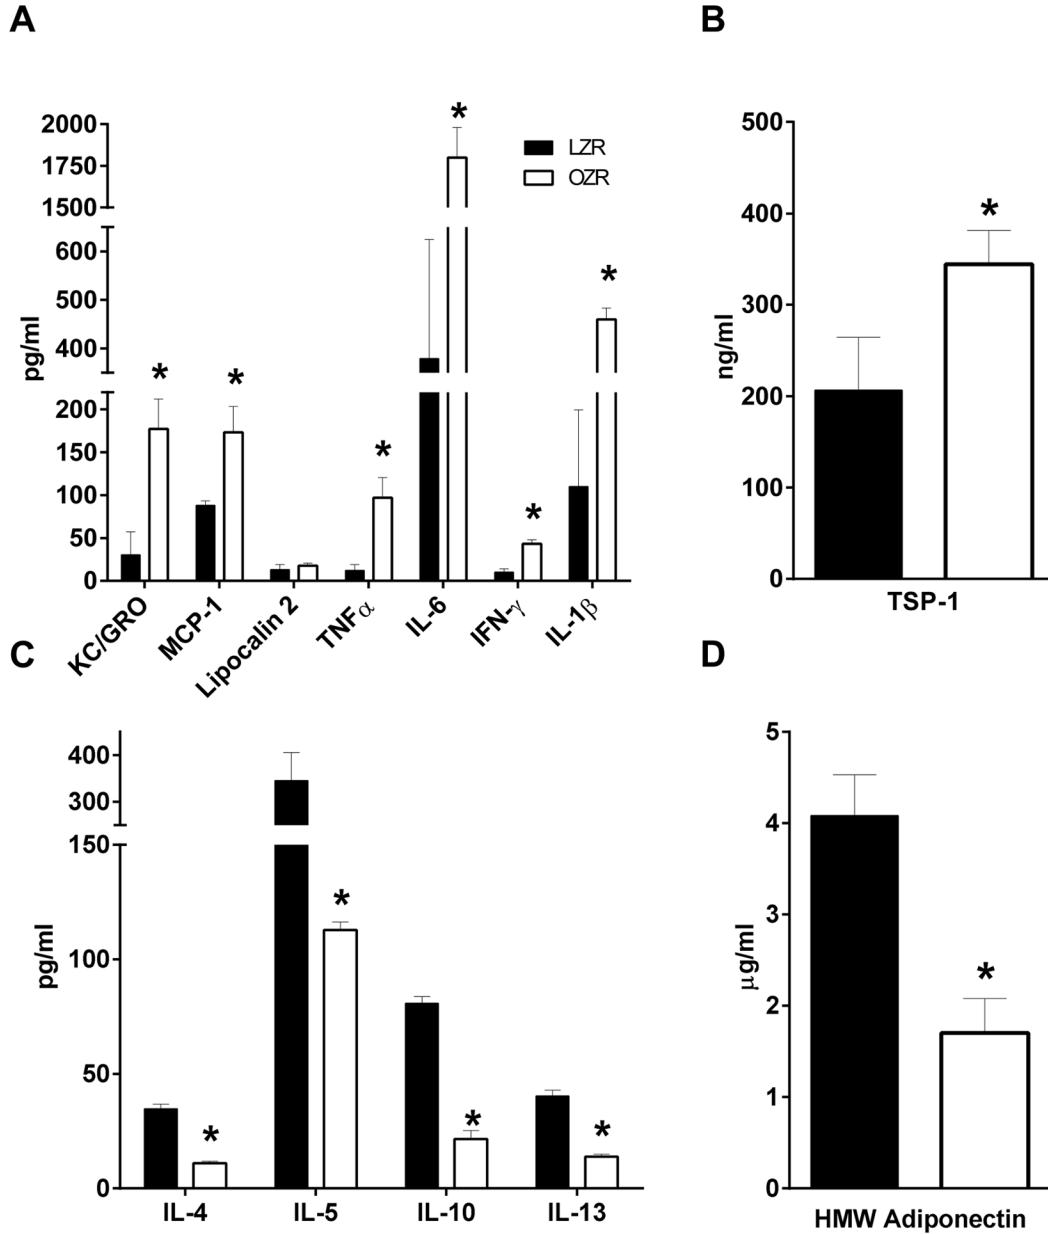 A
pg/ml
2000
1750
1500
600
500
400
200
150
100
50
0
*
*
*
*
*
*
LZR
OZR
KC/GRO
MCP-1
Lipocalin 2
TNFα
IL-6
IFN-γ
IL-1β
B
ng/ml
500
400
300
200
100
0
*
TSP-1
C
pg/ml
400
300
150
100
50
0
*
*
*
*
IL-4
IL-5
IL-10
IL-13
D
µg/ml
5
4
3
2
1
0
*
HMW Adiponectin